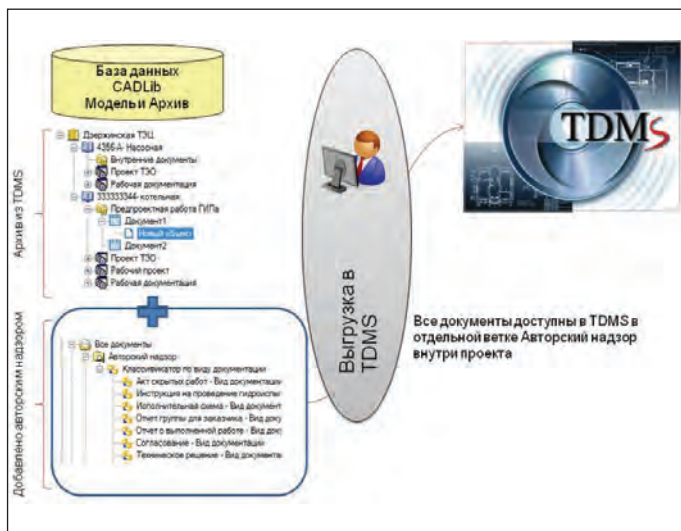 База данных
CADLib
Модель и Архив
Архив из TDMS
Дзержинская ТЭЦ
4356-А- Насосная
Внутренние документы
Проект ТЭО
Рабочая документация
333333344- котельная
Предпроектная работа ГИПа
Документ1
Новый объект
Документ2
Проект ТЭО
Рабочий проект
Рабочая документация
Добавлено авторским надзором
Все документы
Авторский надзор
Классификатор по виду документации
Акт скрытых работ - Вид документации
Инструкция на проведение гидроиспы
Исполнительная схема - Вид документ
Отчет группы для заказчика - Вид доку
Отчет о выполненной работе - Вид доку
Согласование - Вид документации
Техническое решение - Вид документы
Выгрузка в
TDMS
TDMS
Все документы доступны в TDMS в
отдельной ветке Авторский надзор
внутри проекта